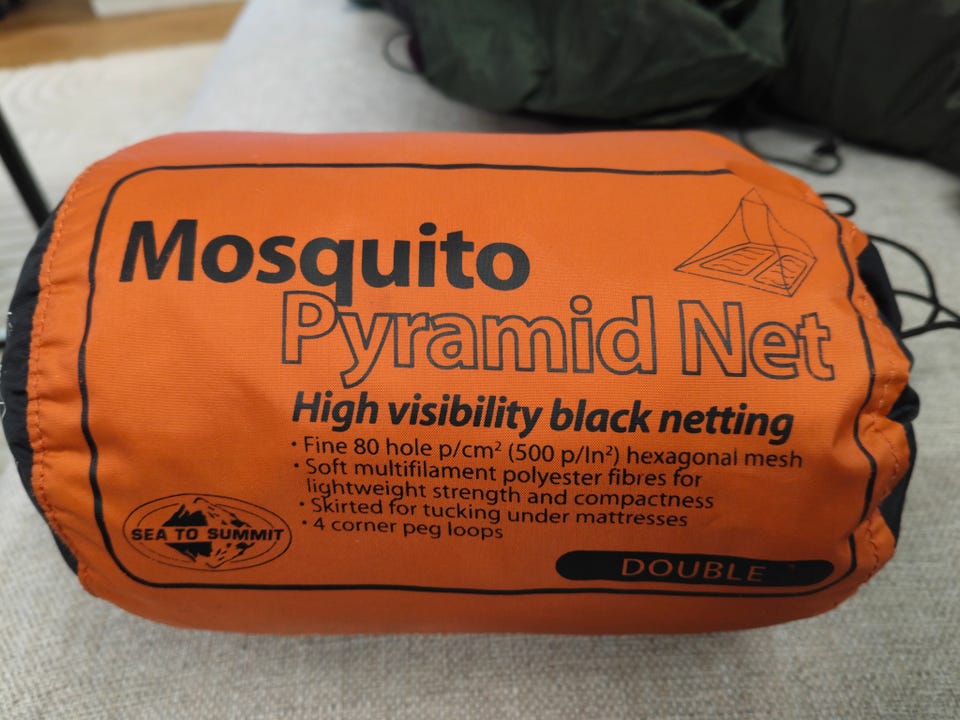 Mosquito
Pyramid Net
High visibility black netting
• Fine 80 hole p/cm² (500 p/In²) hexagonal mesh
• Soft multifilament polyester fibres for
lightweight strength and compactness
• Skirted for tucking under mattresses
• 4 corner peg loops
SEA TO SUMMIT
DOUBLE